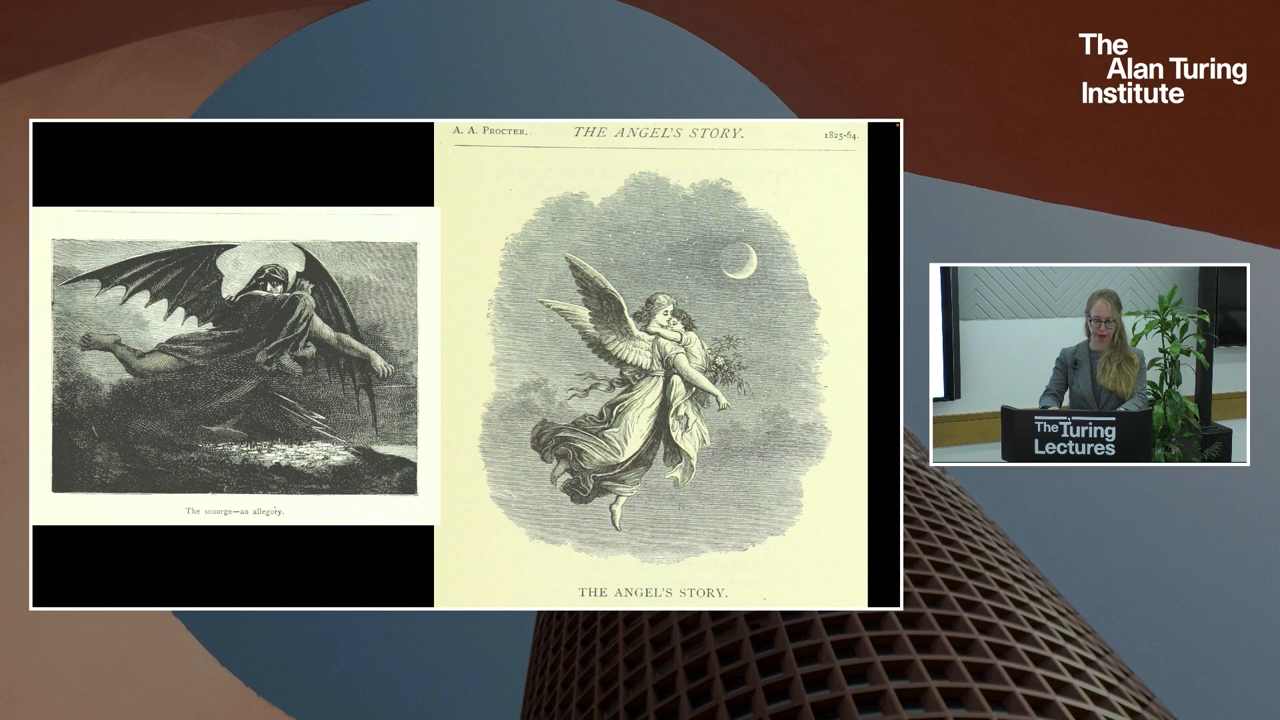 The
Alan Turing
Institute
A. A. PROCTER.
THE ANGEL'S STORY.
1825-64.
The scourge—an allegory.
THE ANGEL'S STORY.
The Turing
Lectures